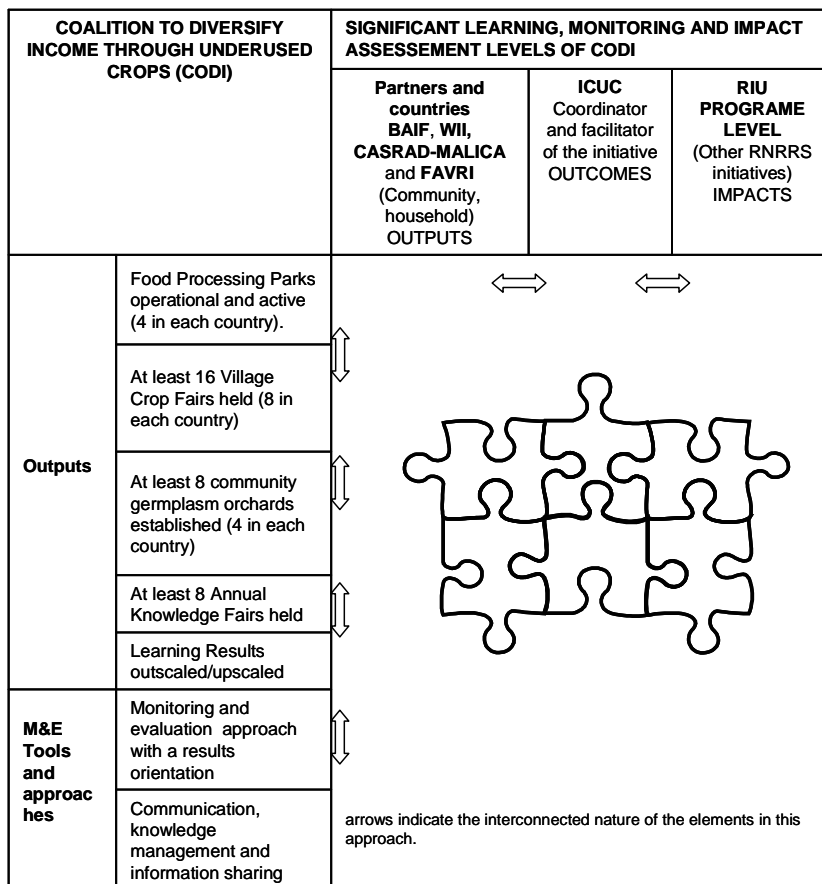 COALITION TO DIVERSIFY
INCOME THROUGH UNDERUSED
CROPS (CODI)
SIGNIFICANT LEARNING, MONITORING AND IMPACT
ASSESSEMENT LEVELS OF CODI
Partners and
countries
BAIF, WII,
CASRAD-MALICA
and FAVRI
(Community,
household)
OUTPUTS
ICUC
Coordinator
and facilitator
of the initiative
OUTCOMES
RIU
PROGRAME
LEVEL
(Other RNRRS
initiatives)
IMPACTS
Outputs
Food Processing Parks
operational and active
(4 in each country).
At least 16 Village
Crop Fairs held (8 in
each country)
At least 8 community
germplasm orchards
established (4 in each
country)
At least 8 Annual
Knowledge Fairs held
Learning Results
outscaled/upscaled
M&E
Tools
and
approac
hes
Monitoring and
evaluation approach
with a results
orientation
Communication,
knowledge
management and
information sharing
arrows indicate the interconnected nature of the elements in this
approach.